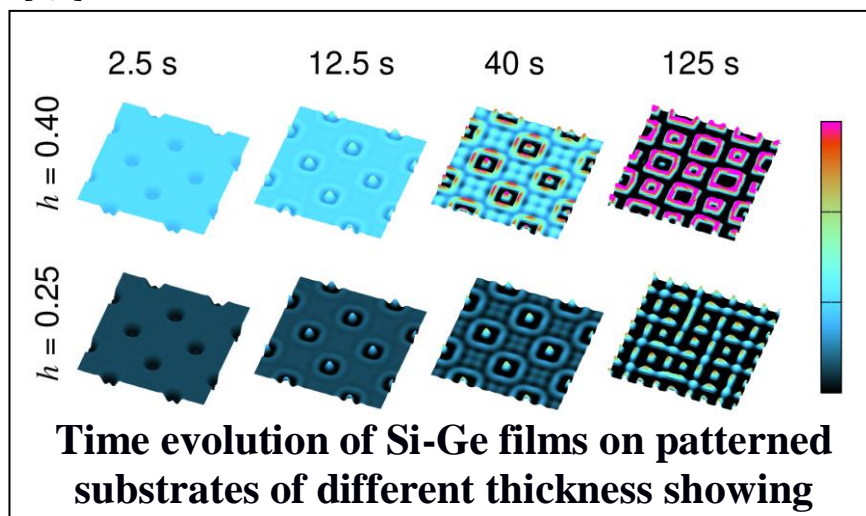 2.5 s 12.5 s 40 s 125 s
h = 0.40
h = 0.25
Time evolution of Si-Ge films on patterned
substrates of different thickness showing